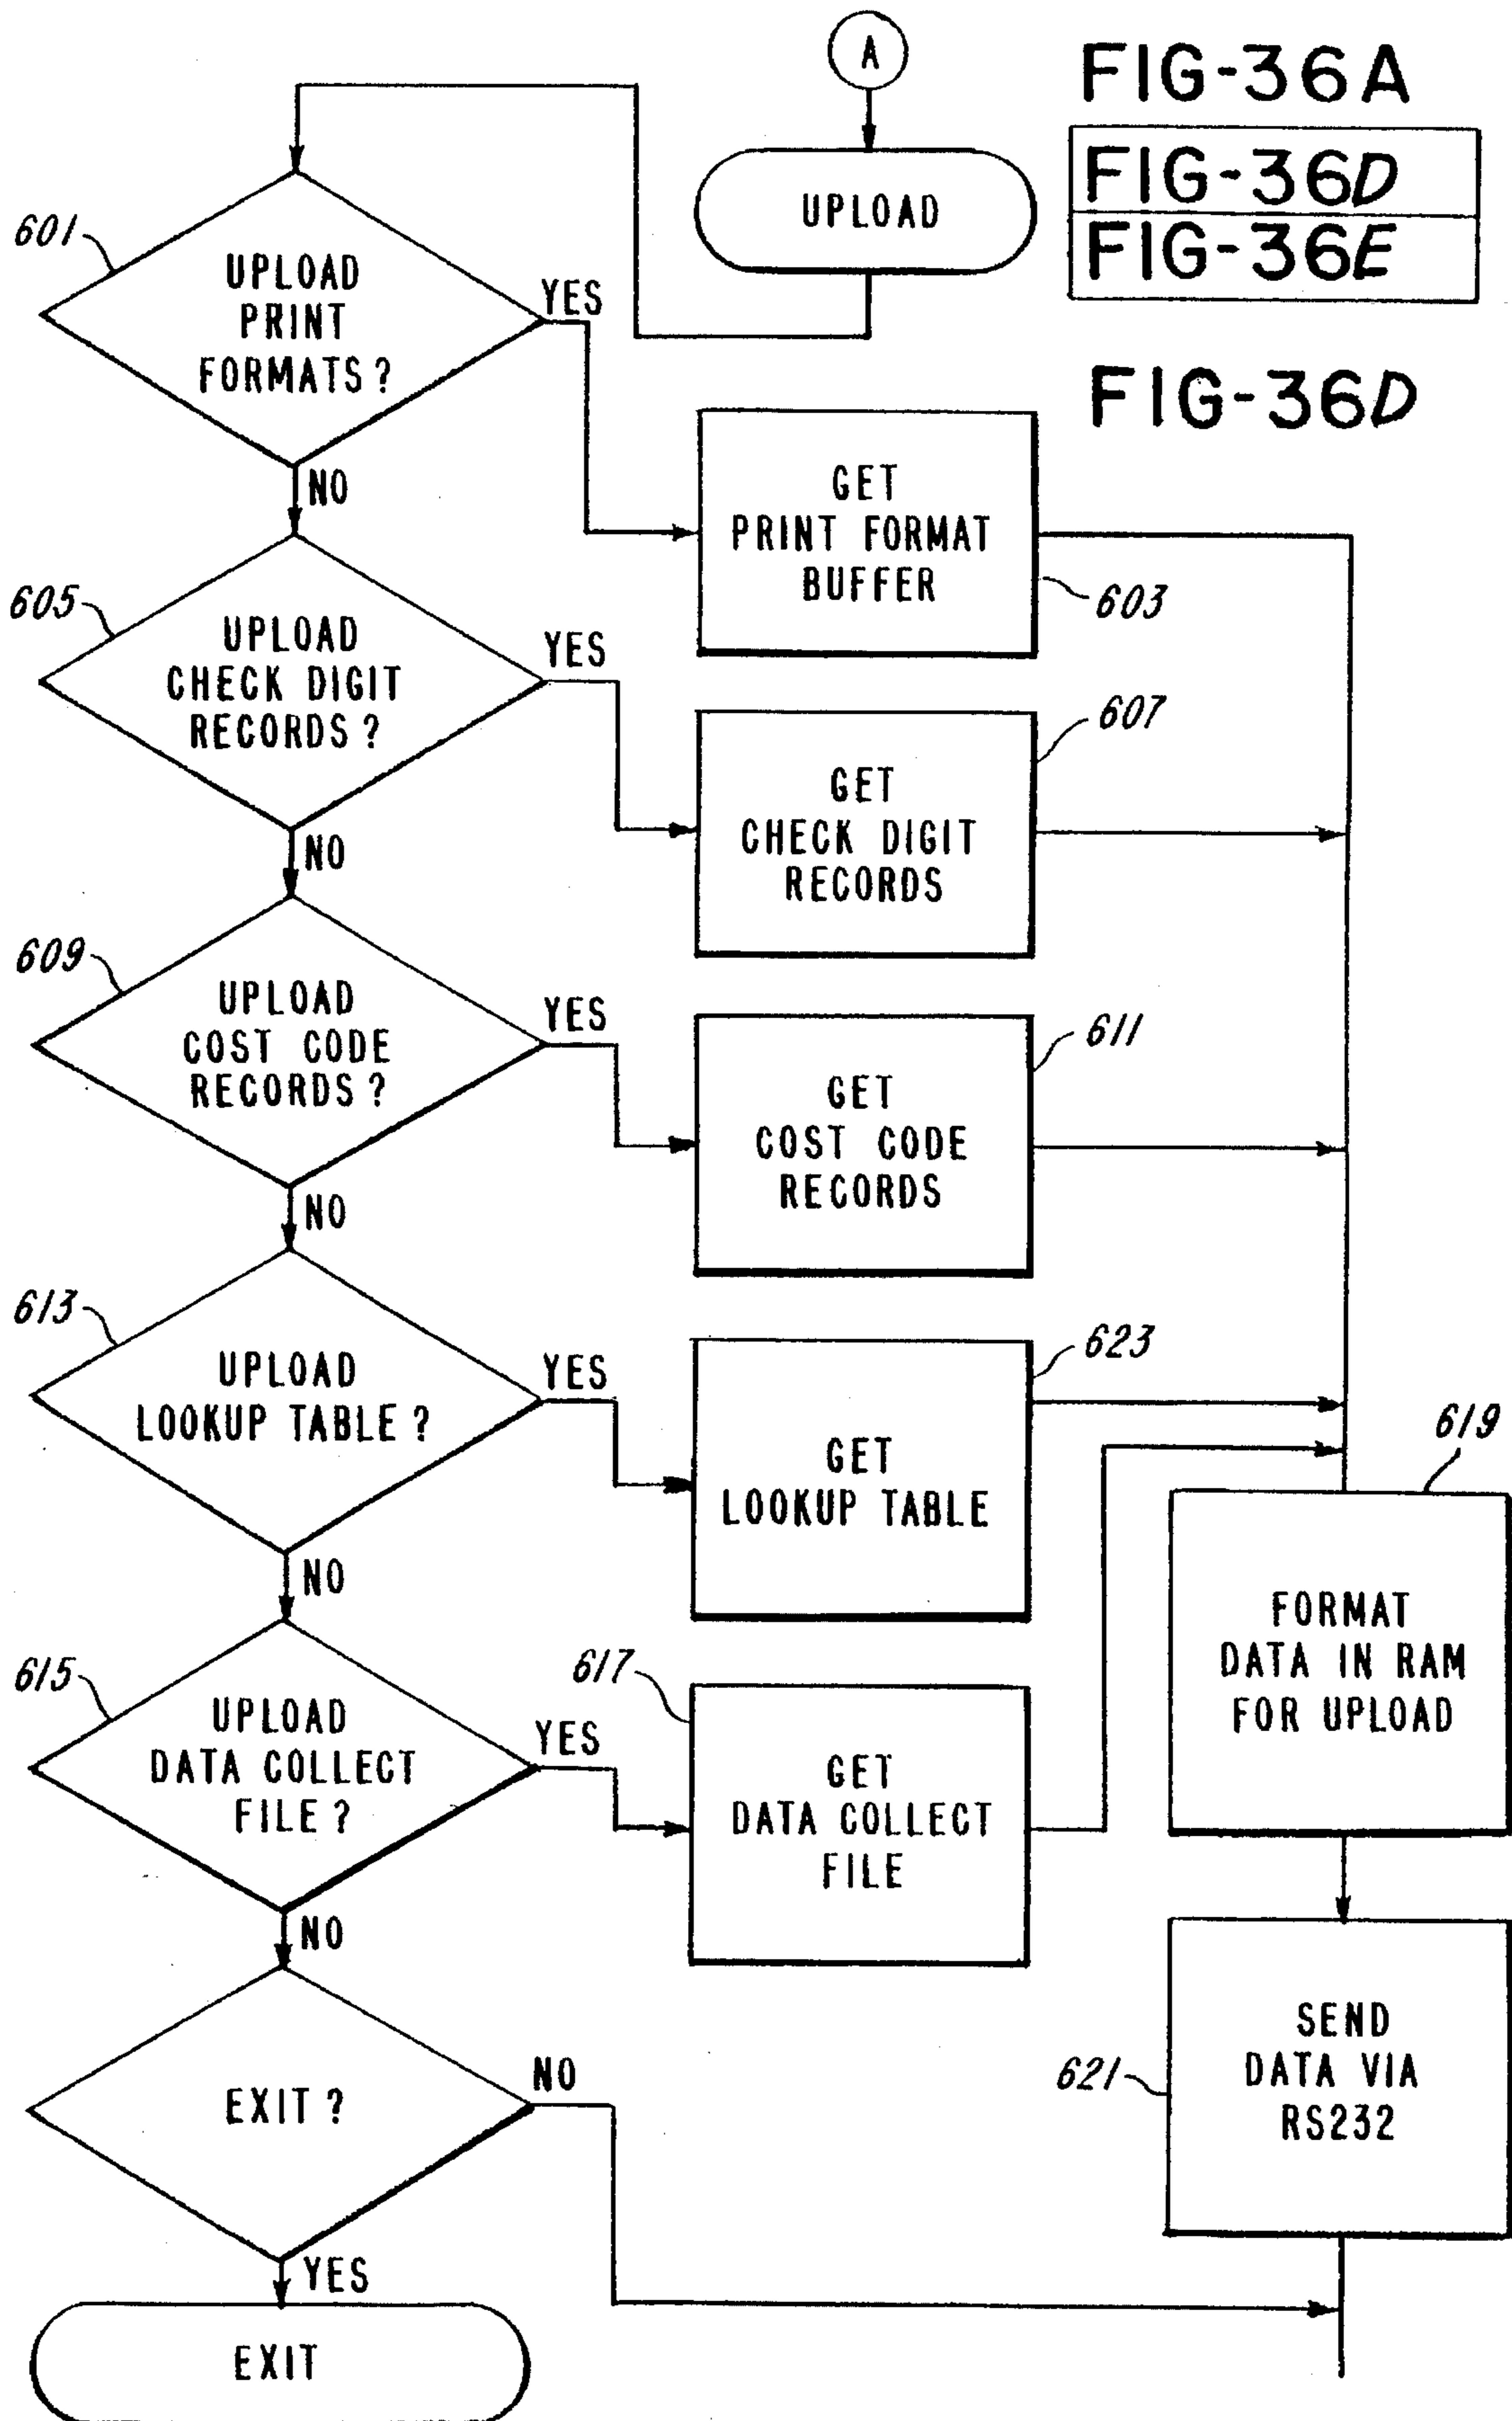 A
FIG-36A
FIG-36D
FIG-36E
UPLOAD
FIG-36D
601
UPLOAD
PRINT
FORMATS?
YES
NO
GET
PRINT FORMAT
BUFFER
603
605
UPLOAD
CHECK DIGIT
RECORDS?
YES
NO
607
GET
CHECK DIGIT
RECORDS
609
UPLOAD
COST CODE
RECORDS?
YES
NO
611
GET
COST CODE
RECORDS
613
UPLOAD
LOOKUP TABLE?
YES
NO
623
GET
LOOKUP TABLE
619
FORMAT
DATA IN RAM
FOR UPLOAD
615
UPLOAD
DATA COLLECT
FILE?
YES
NO
617
GET
DATA COLLECT
FILE
621
SEND
DATA VIA
RS232
EXIT?
NO
YES
EXIT